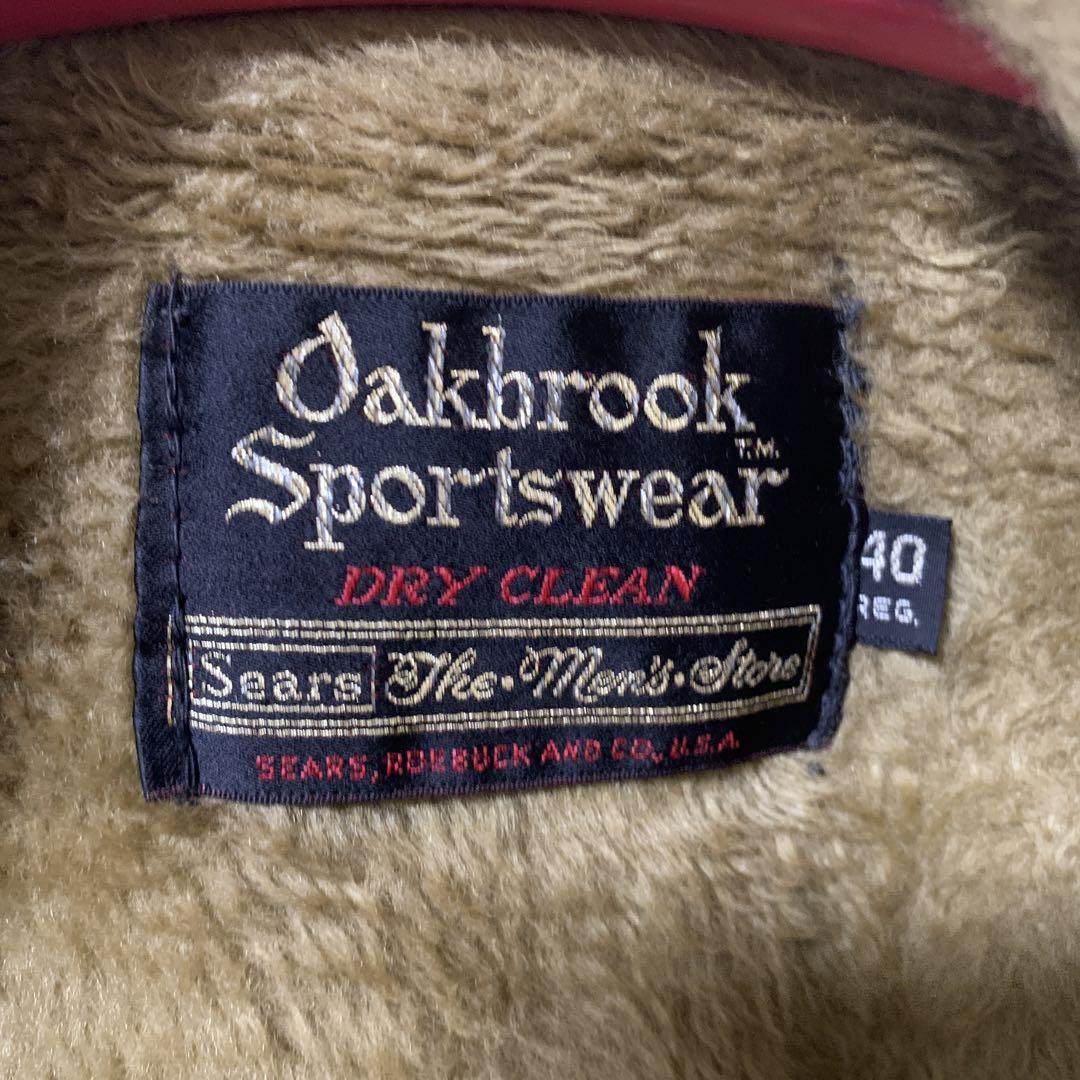 Oakbrook
Sportswear
T.M.
DRY CLEAN
Sears The·Men's·Store
SEARS, ROEBUCK AND CO., U.S.A.
40
REG.